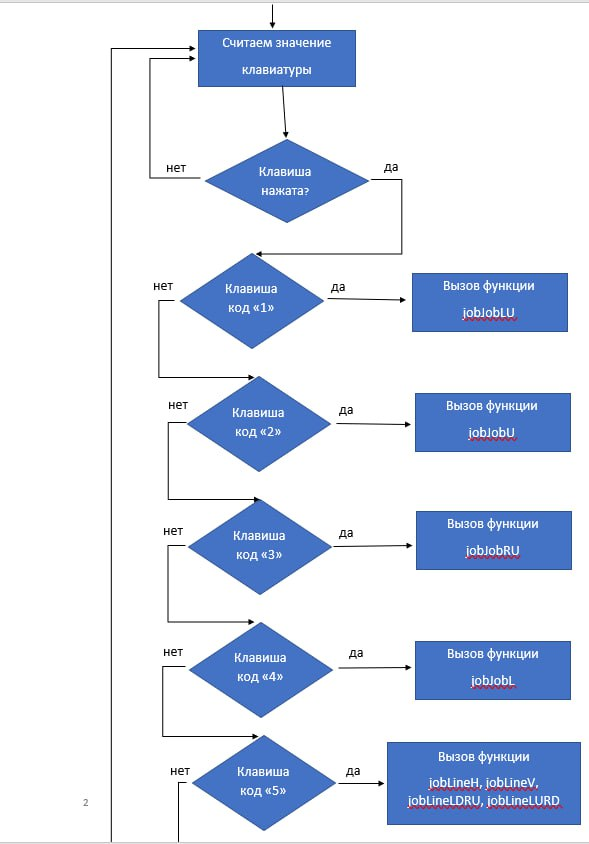 Считаем значение
клавиатуры
нет
да
Клавиша
нажата?
нет
да
Клавиша
код «1»
Вызов функции
jobJobLU
нет
да
Клавиша
код «2»
Вызов функции
jobJobU
нет
да
Клавиша
код «3»
Вызов функции
jobJobRU
нет
да
Клавиша
код «4»
Вызов функции
jobJobL
нет
да
Клавиша
код «5»
Вызов функции
jobLineH, jobLineV,
jobLineLDRU, jobLineLURD
2